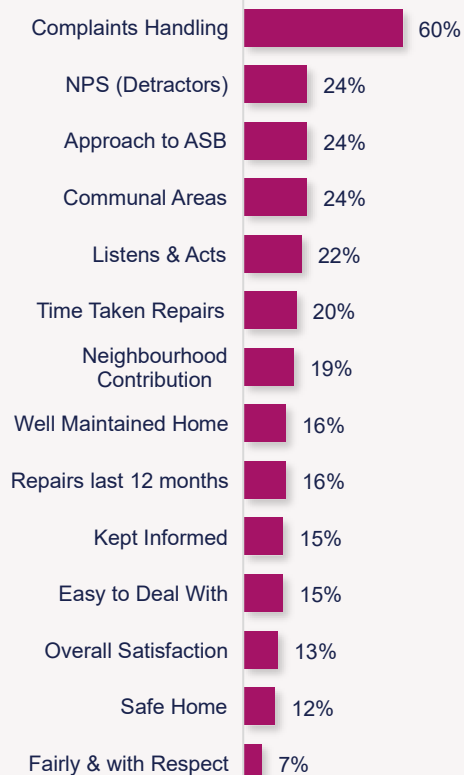 Complaints Handling 60%
NPS (Detractors) 24%
Approach to ASB 24%
Communal Areas 24%
Listens & Acts 22%
Time Taken Repairs 20%
Neighbourhood
Contribution 19%
Well Maintained Home 16%
Repairs last 12 months 16%
Kept Informed 15%
Easy to Deal With 15%
Overall Satisfaction 13%
Safe Home 12%
Fairly & with Respect 7%